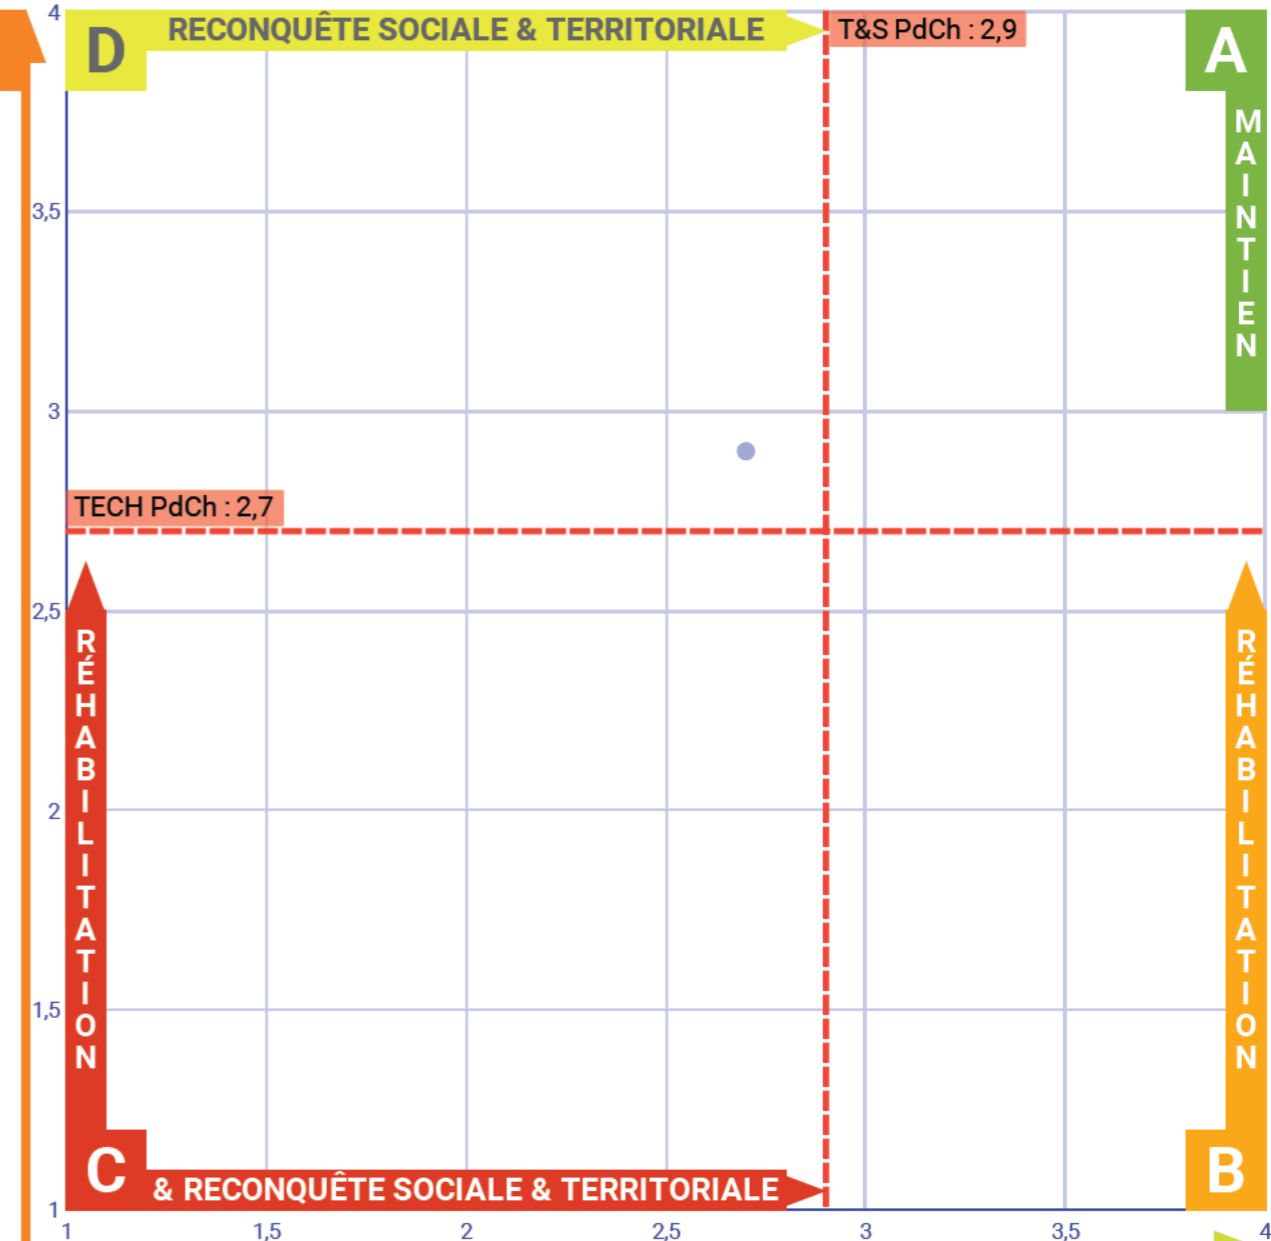 4
D
RECONQUÊTE SOCIALE & TERRITORIALE
T&S PdCh : 2,9
A
MAINTIEN
3,5
3
TECH PdCh : 2,7
2,5
RÉHABILITATION
RÉHABILITATION
2
1,5
C
& RECONQUÊTE SOCIALE & TERRITORIALE
B
1
1
1,5
2
2,5
3
3,5
4